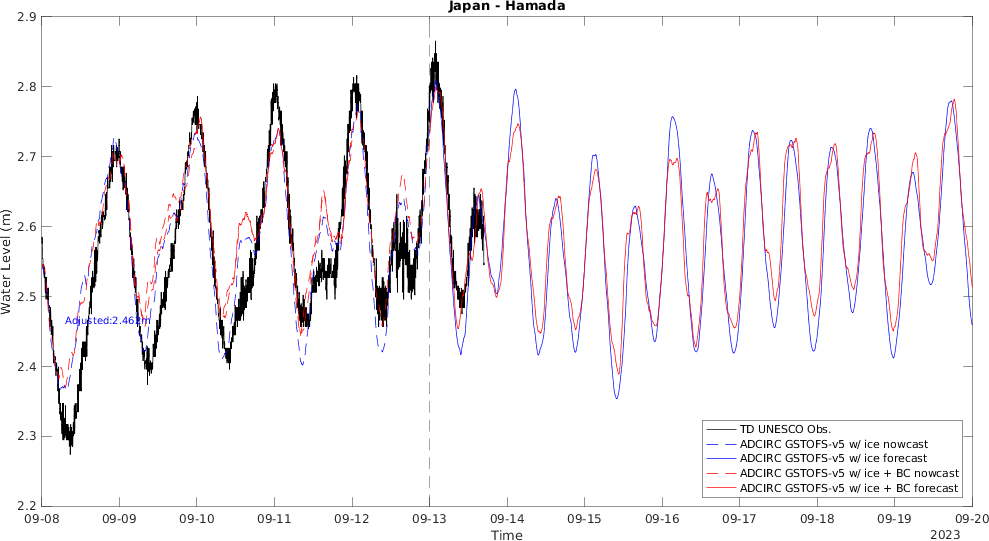 Japan - Hamada
2.9
2.8
2.7
2.6
2.5
2.4
2.3
2.2
Water Level (m)
Adjusted:2.462m
TD UNESCO Obs.
ADCIRC GSTOFS-v5 w/ ice nowcast
ADCIRC GSTOFS-v5 w/ ice forecast
ADCIRC GSTOFS-v5 w/ ice + BC nowcast
ADCIRC GSTOFS-v5 w/ ice + BC forecast
09-08 09-09 09-10 09-11 09-12 09-13 09-14 09-15 09-16 09-17 09-18 09-19 09-20
Time
2023